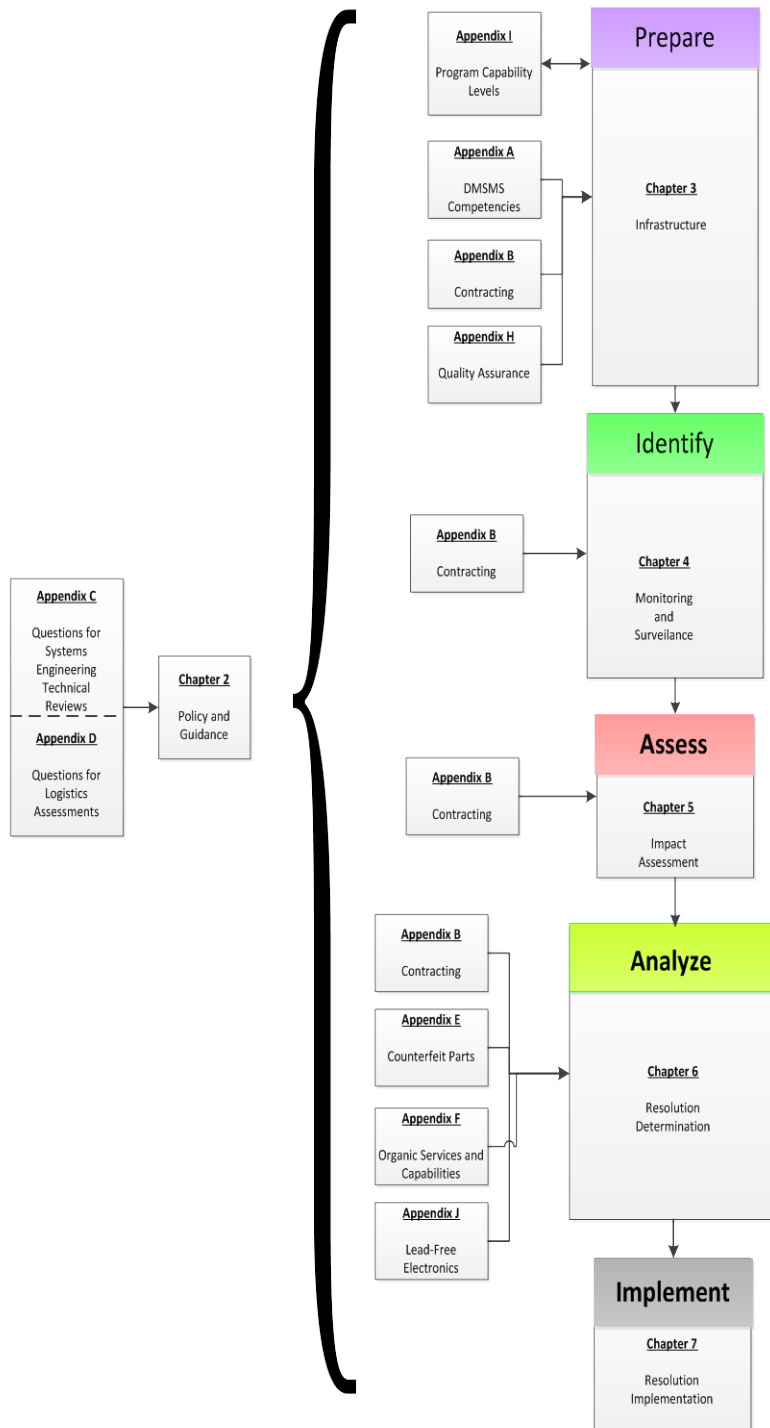 Appendix C
Questions for
Systems
Engineering
Technical
Reviews
Appendix D
Questions for
Logistics
Assessments
Chapter 2
Policy and
Guidance
Appendix I
Program Capability
Levels
Appendix A
DMSMS
Competencies
Appendix B
Contracting
Appendix H
Quality Assurance
Prepare
Chapter 3
Infrastructure
Appendix B
Contracting
Identify
Chapter 4
Monitoring
and
Surveilance
Appendix B
Contracting
Assess
Chapter 5
Impact
Assessment
Appendix B
Contracting
Appendix E
Counterfeit Parts
Appendix F
Organic Services and
Capabilities
Appendix J
Lead-Free
Electronics
Analyze
Chapter 6
Resolution
Determination
Implement
Chapter 7
Resolution
Implementation